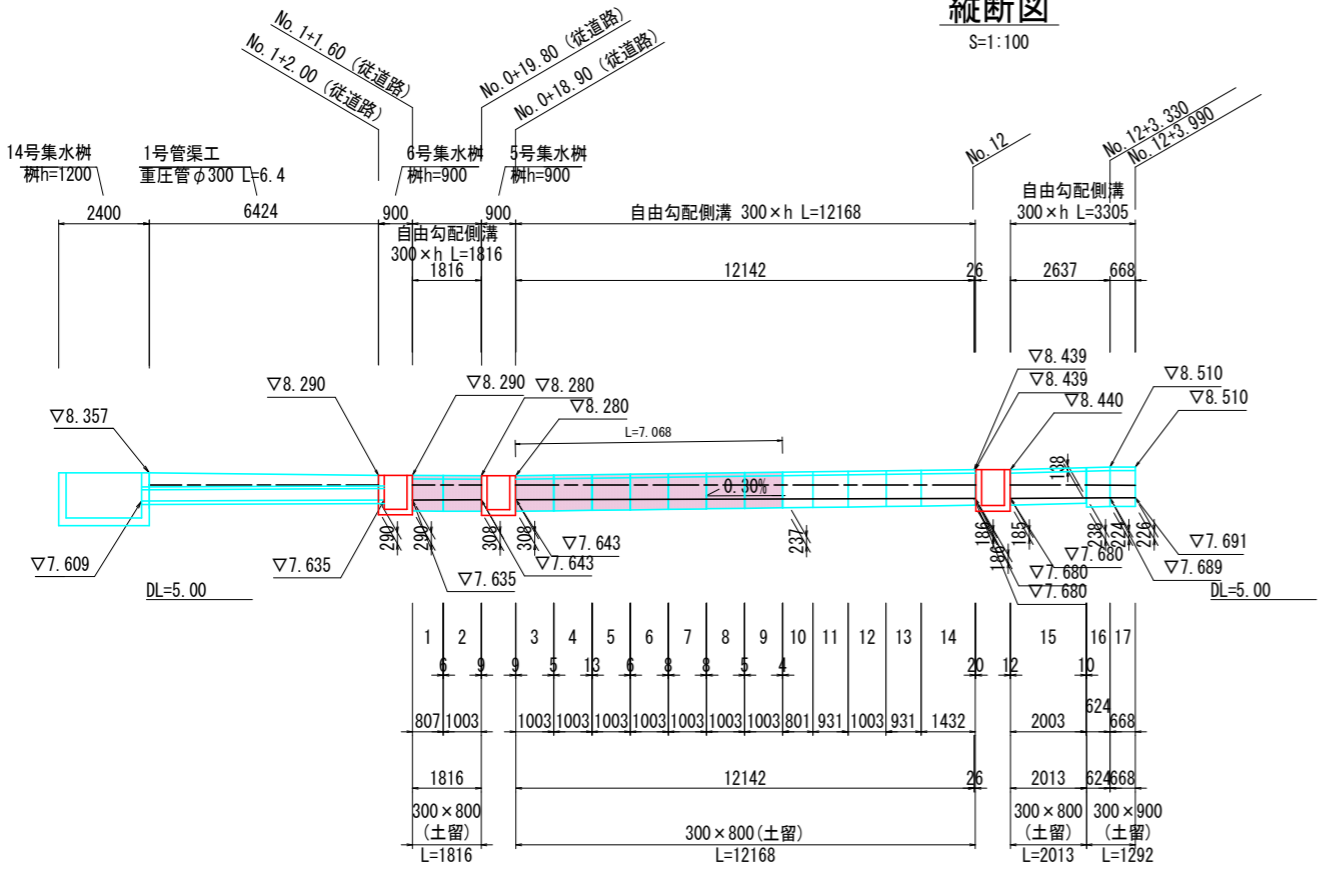 縦断図
S=1:100
No. 1+1.60 (従道路)
No. 1+2.00 (従道路)
No. 0+19.80 (従道路)
No. 0+18.90 (従道路)
No. 12
No. 12+3.330
No. 12+3.990
14号集水桝
桝h=1200
1号管渠工
重圧管φ300 L=6.4
6号集水桝
桝h=900
5号集水桝
桝h=900
自由勾配側溝
300×h L=3305
2400
6424
900
900
自由勾配側溝 300×h L=12168
自由勾配側溝
300×h L=1816
1816
12142
26
2637
668
▽8.357
▽8.290
▽8.290
▽8.280
▽8.280
▽8.439
▽8.439
▽8.440
▽8.510
▽8.510
L=7.068
0.30%
138
290
290
308
308
237
186
186
185
238
224
226
▽7.609
▽7.635
▽7.635
▽7.643
▽7.643
▽7.680
▽7.680
▽7.680
▽7.691
▽7.689
DL=5.00
DL=5.00
1 2 3 4 5 6 7 8 9 10 11 12 13 14 15 16 17
6 9 9 5 13 6 8 8 5 4 20 12 10
624
807 1003 1003 1003 1003 1003 1003 1003 1003 801 931 1003 931 1432 2003 668
1816 12142 26 2013 624 668
300×800
(土留)
L=1816
300×800(土留)
L=12168
300×800
(土留)
L=2013
300×900
(土留)
L=1292